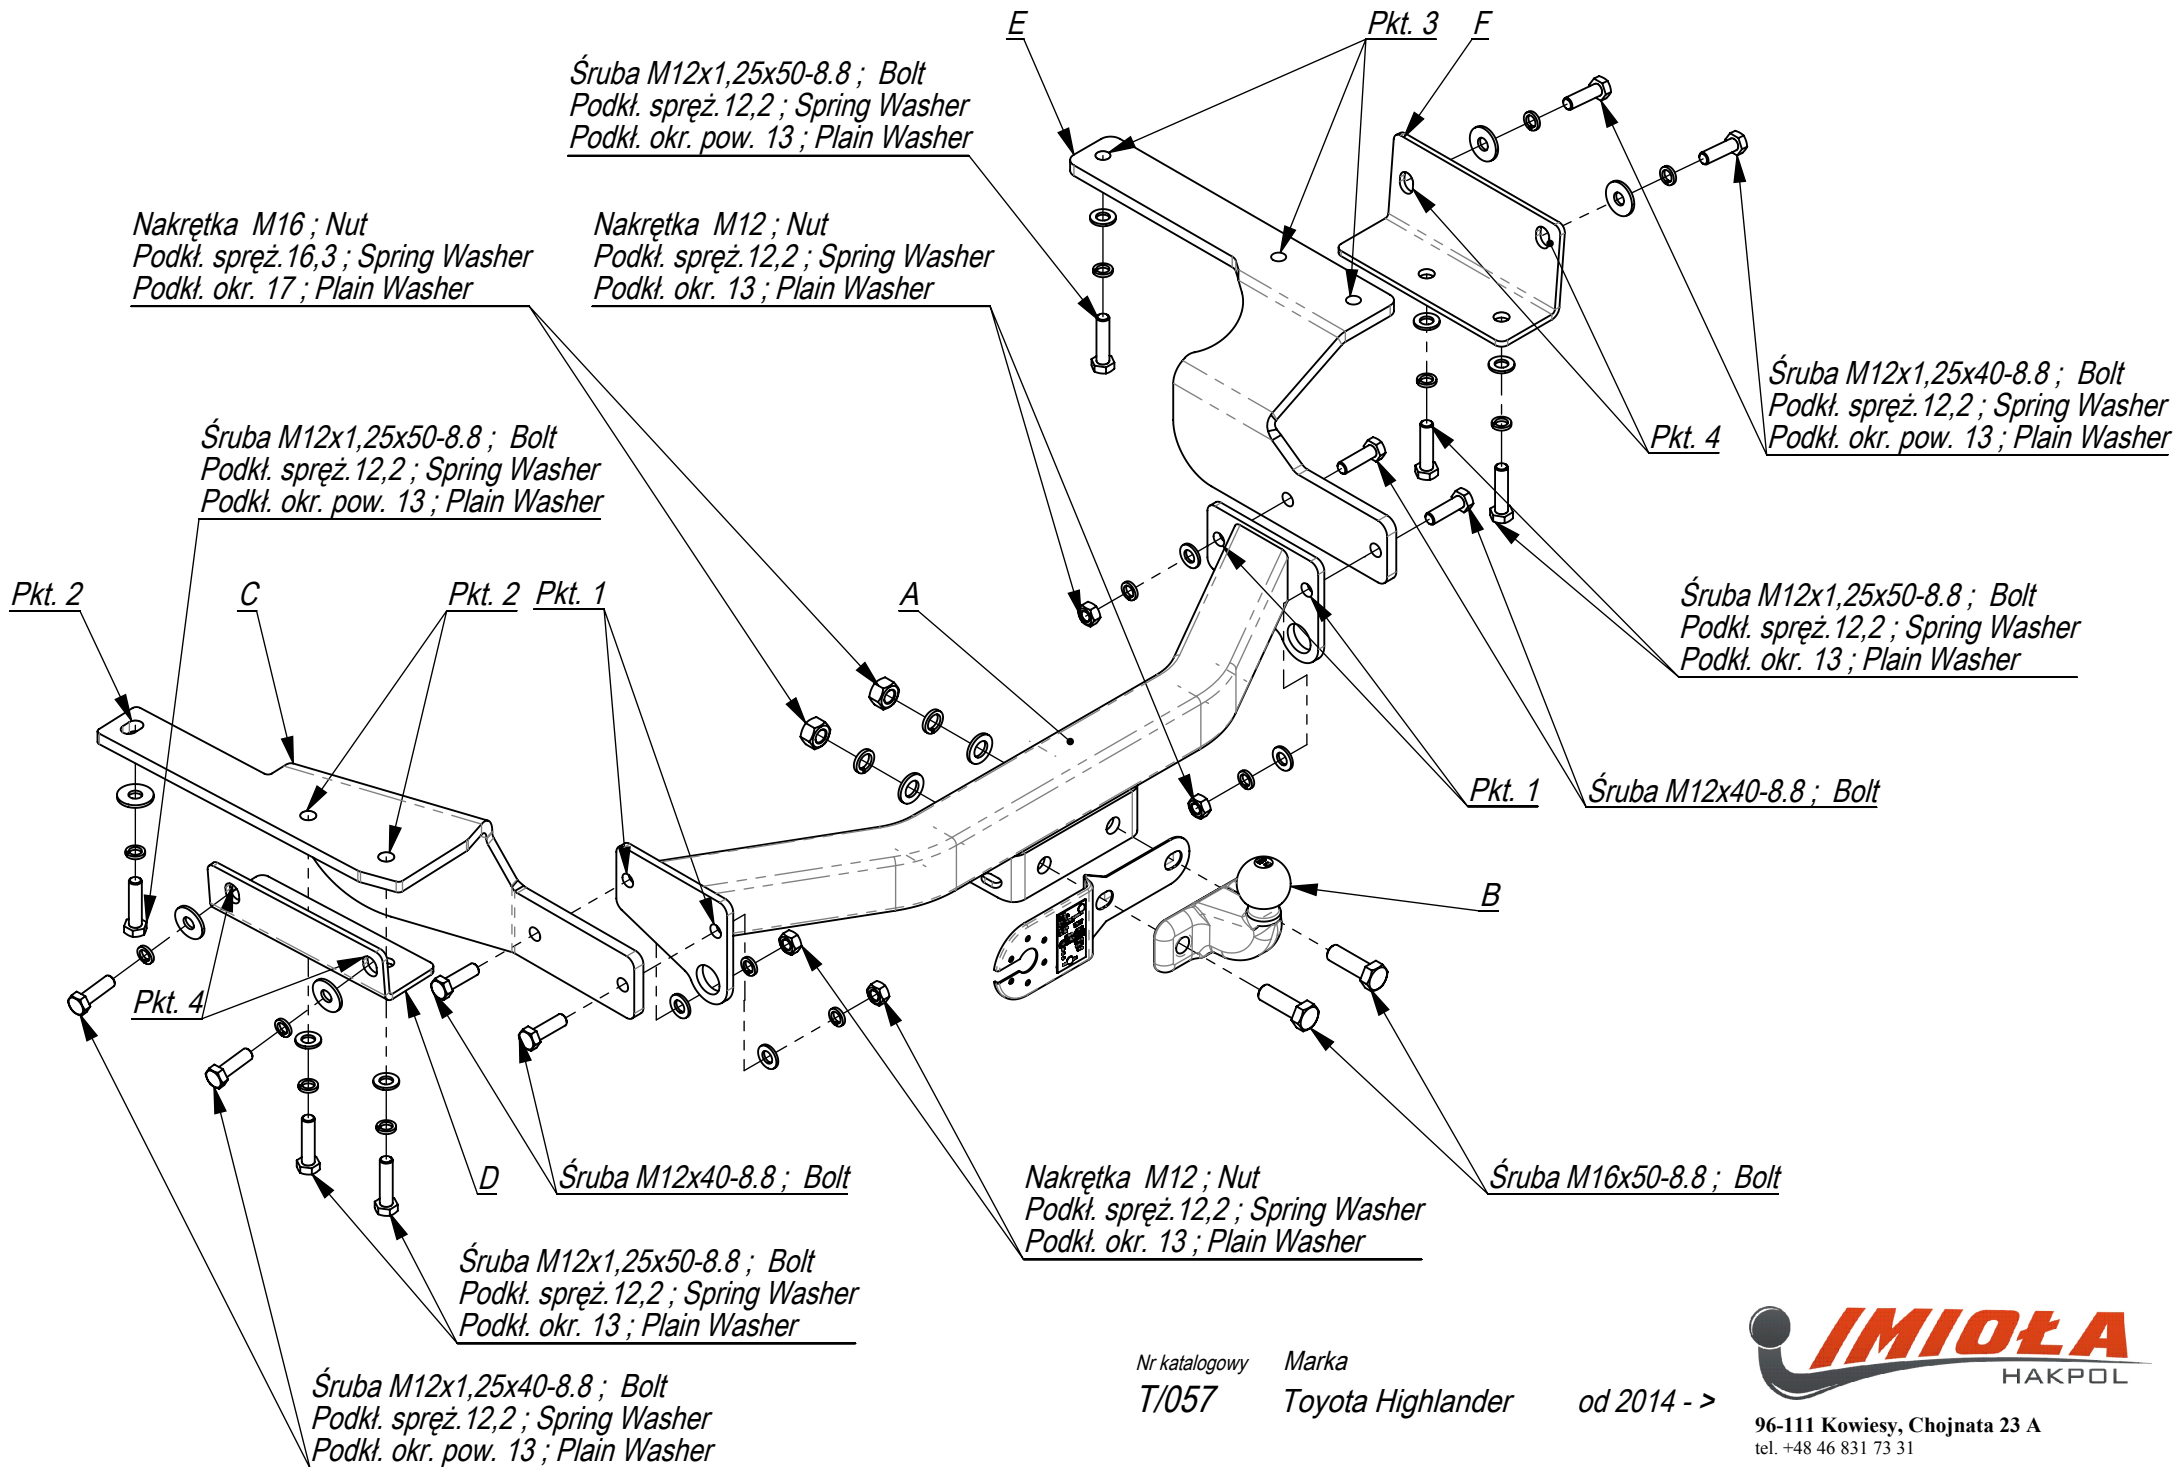 E
Pkt. 3
F
Śruba M12x1,25x50-8.8 ; Bolt
Podkł. spręż.12,2 ; Spring Washer
Podkł. okr. pow. 13 ; Plain Washer
Nakrętka M16 ; Nut
Podkł. spręż.16,3 ; Spring Washer
Podkł. okr. 17 ; Plain Washer
Nakrętka M12 ; Nut
Podkł. spręż.12,2 ; Spring Washer
Podkł. okr. 13 ; Plain Washer
Śruba M12x1,25x40-8.8 ; Bolt
Podkł. spręż.12,2 ; Spring Washer
Podkł. okr. pow. 13 ; Plain Washer
Pkt. 4
Śruba M12x1,25x50-8.8 ; Bolt
Podkł. spręż.12,2 ; Spring Washer
Podkł. okr. pow. 13 ; Plain Washer
Pkt. 2
C
Pkt. 2
Pkt. 1
A
Śruba M12x1,25x50-8.8 ; Bolt
Podkł. spręż.12,2 ; Spring Washer
Podkł. okr. 13 ; Plain Washer
Pkt. 1
Śruba M12x40-8.8 ; Bolt
B
Pkt. 4
D
Śruba M12x40-8.8 ; Bolt
Nakrętka M12 ; Nut
Podkł. spręż.12,2 ; Spring Washer
Podkł. okr. 13 ; Plain Washer
Śruba M16x50-8.8 ; Bolt
Śruba M12x1,25x50-8.8 ; Bolt
Podkł. spręż.12,2 ; Spring Washer
Podkł. okr. 13 ; Plain Washer
Śruba M12x1,25x40-8.8 ; Bolt
Podkł. spręż.12,2 ; Spring Washer
Podkł. okr. pow. 13 ; Plain Washer
Nr katalogowy Marka
T/057 Toyota Highlander od 2014 - >
IMIOŁA
HAKPOL
96-111 Kowiesy, Chojnata 23 A
tel. +48 46 831 73 31